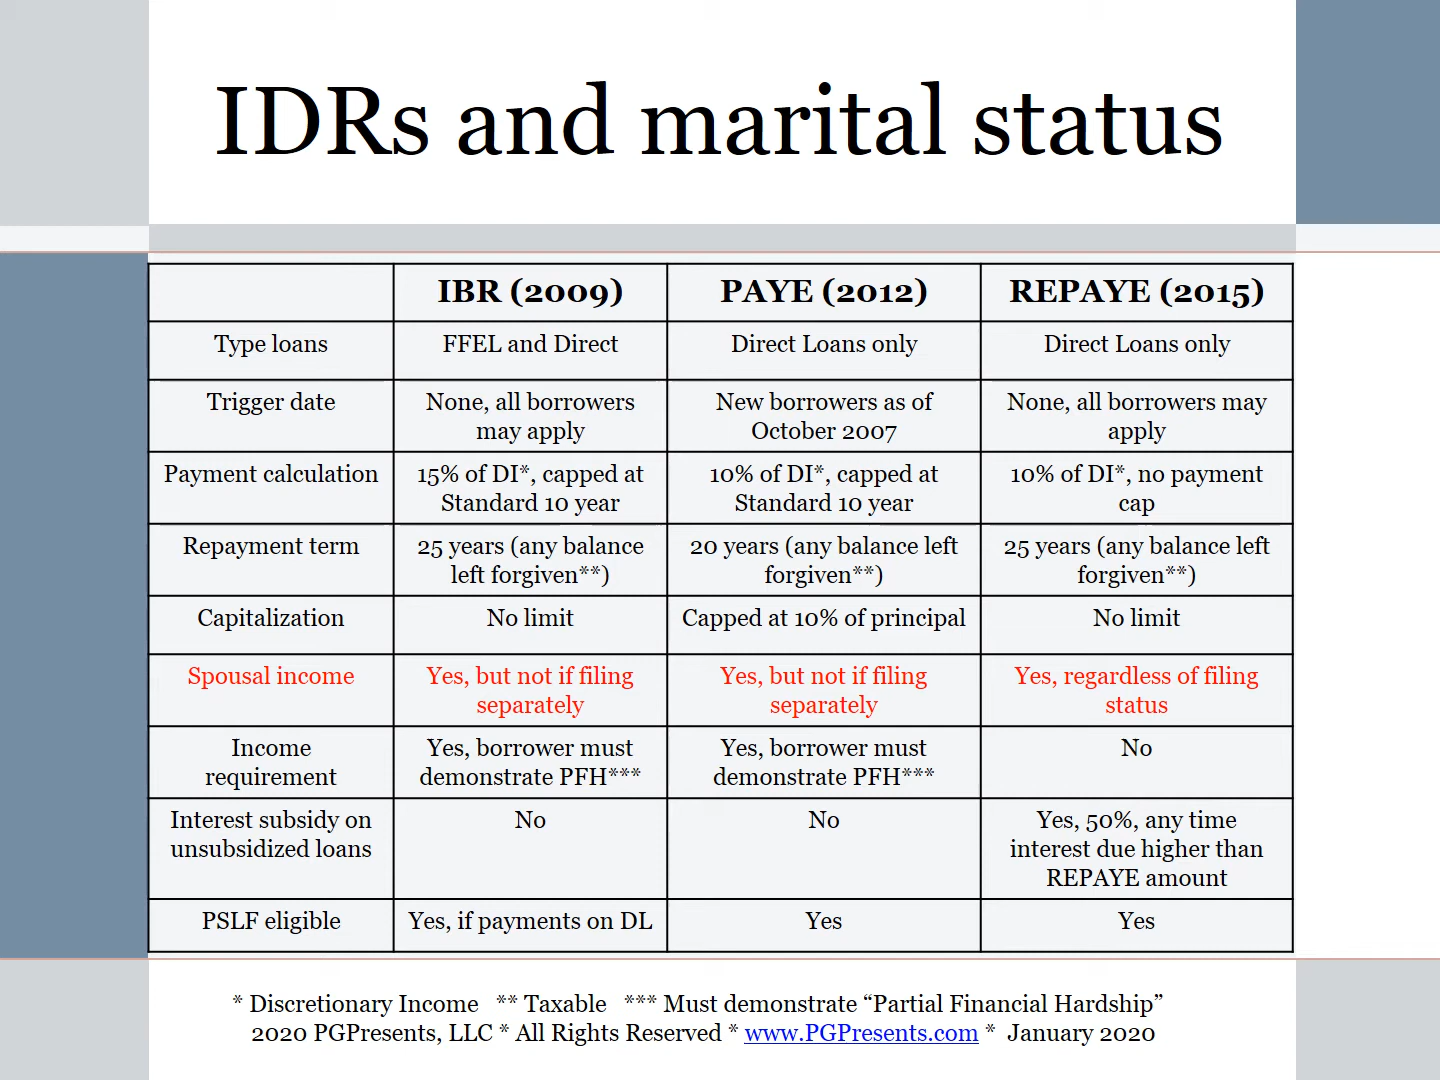 IDRs and marital status
IBR (2009) PAYE (2012) REPAYE (2015)
Type loans FFEL and Direct Direct Loans only Direct Loans only
Trigger date None, all borrowers New borrowers as of None, all borrowers may
may apply October 2007 apply
Payment calculation 15% of DI*, capped at 10% of DI*, capped at 10% of DI*, no payment
Standard 10 year Standard 10 year cap
Repayment term 25 years (any balance 20 years (any balance left 25 years (any balance left
left forgiven**) forgiven**) forgiven**)
Capitalization No limit Capped at 10% of principal No limit
Spousal income Yes, but not if filing Yes, but not if filing Yes, regardless of filing
separately separately status
Income Yes, borrower must Yes, borrower must No
requirement demonstrate PFH*** demonstrate PFH***
Interest subsidy on No No Yes, 50%, any time
unsubsidized loans interest due higher than
REPAYE amount
PSLF eligible Yes, if payments on DL Yes Yes
* Discretionary Income ** Taxable *** Must demonstrate “Partial Financial Hardship”
2020 PGPresents, LLC * All Rights Reserved * www.PGPresents.com * January 2020